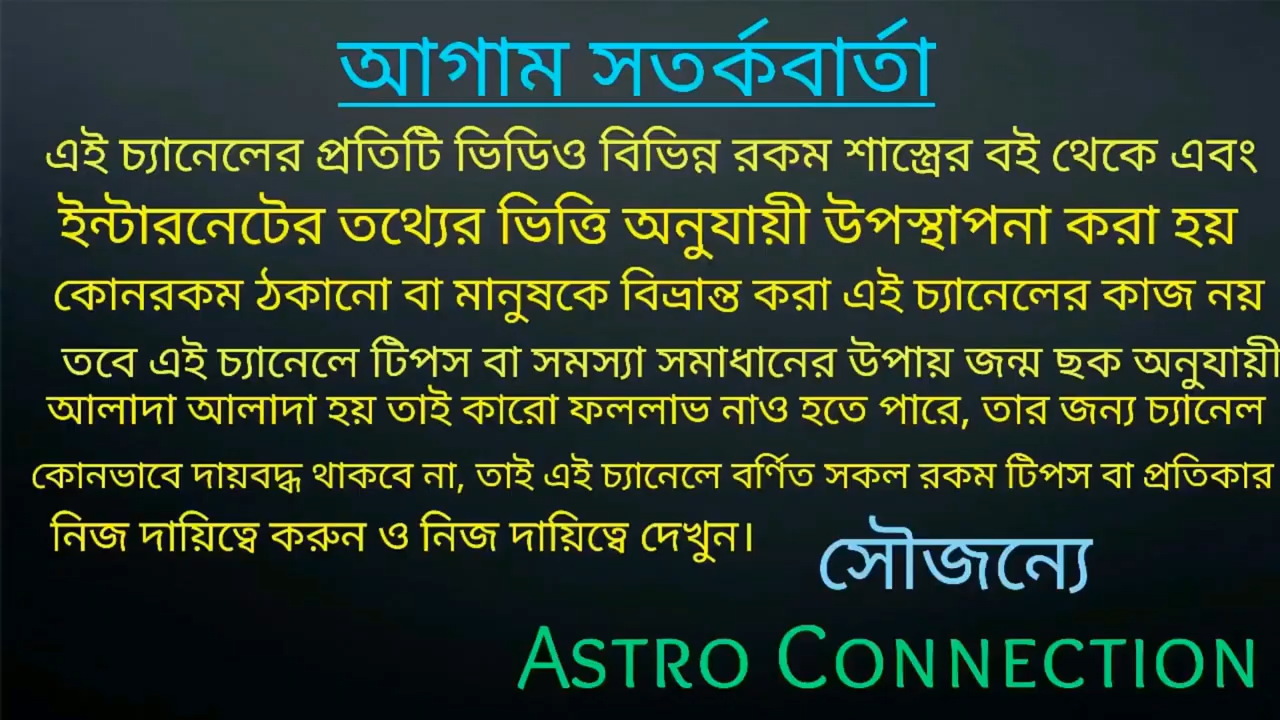 আগাম সতর্কবার্তা
এই চ্যানেলের প্রতিটি ভিডিও বিভিন্ন রকম শাস্ত্রের বই থেকে এবং
ইন্টারনেটের তথ্যের ভিত্তি অনুযায়ী উপস্থাপনা করা হয়
কোনরকম ঠকানো বা মানুষকে বিভ্রান্ত করা এই চ্যানেলের কাজ নয়
তবে এই চ্যানেলে টিপস বা সমস্যা সমাধানের উপায় জন্ম ছক অনুযায়ী
আলাদা আলাদা হয় তাই কারো ফললাভ নাও হতে পারে, তার জন্য চ্যানেল
কোনভাবে দায়বদ্ধ থাকবে না, তাই এই চ্যানেলে বর্ণিত সকল রকম টিপস বা প্রতিকার
নিজ দায়িত্বে করুন ও নিজ দায়িত্বে দেখুন।
সৌজন্যে
ASTRO CONNECTION